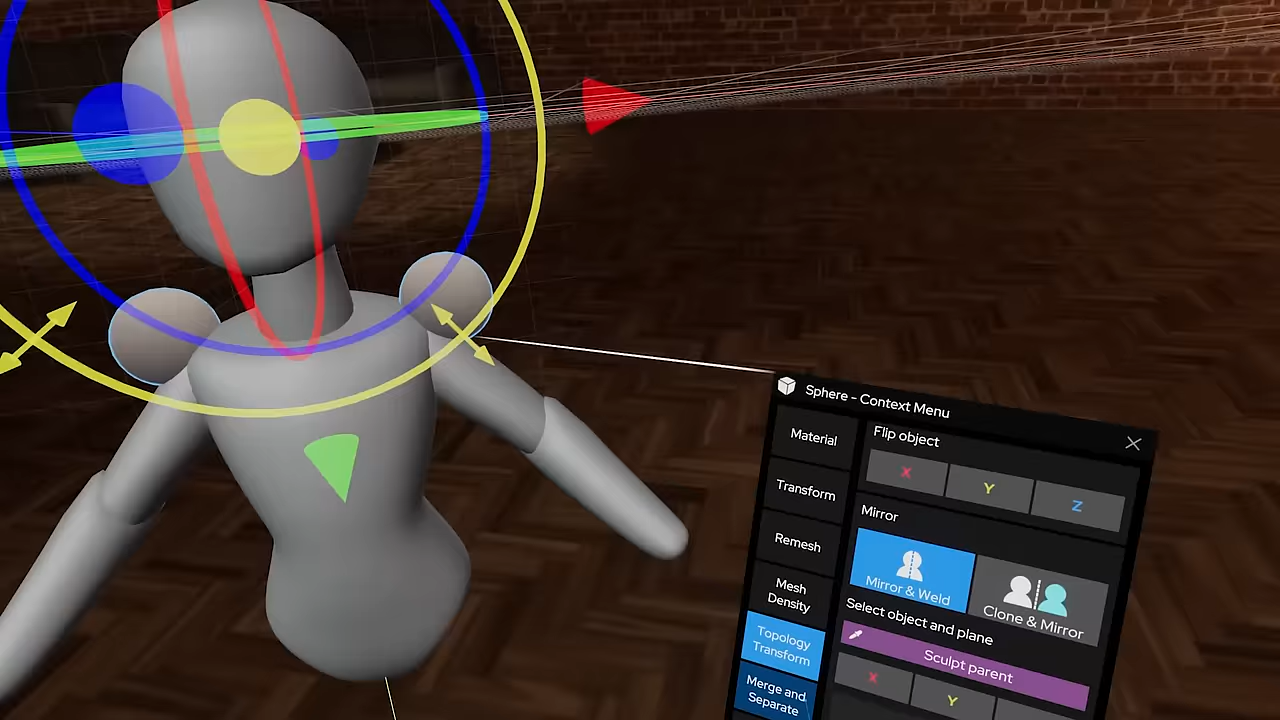 Sphere - Context Menu
Material
Transform
Remesh
Mesh
Density
Topology
Transform
Merge and
Separate
Flip object
X
Y
Z
Mirror
Mirror & Weld
Clone & Mirror
Select object and plane
Sculpt parent
X
Y